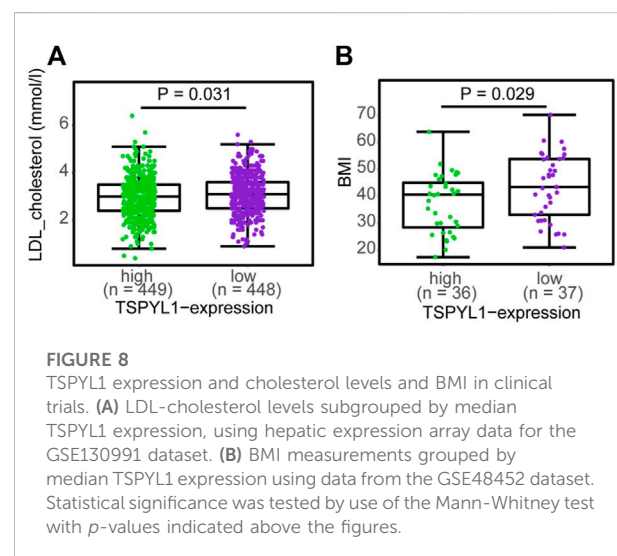 A
P = 0.031
LDL_cholesterol (mmol/l)
6
4
2
high
(n = 449)
low
(n = 448)
TSPYL1-expression
B
P = 0.029
BMI
70
60
50
40
30
20
high
(n = 36)
low
(n = 37)
TSPYL1-expression
FIGURE 8
TSPYL1 expression and cholesterol levels and BMI in clinical
trials. (A) LDL-cholesterol levels subgrouped by median
TSPYL1 expression, using hepatic expression array data for the
GSE130991 dataset. (B) BMI measurements grouped by
median TSPYL1 expression using data from the GSE48452 dataset.
Statistical significance was tested by use of the Mann-Whitney test
with p-values indicated above the figures.